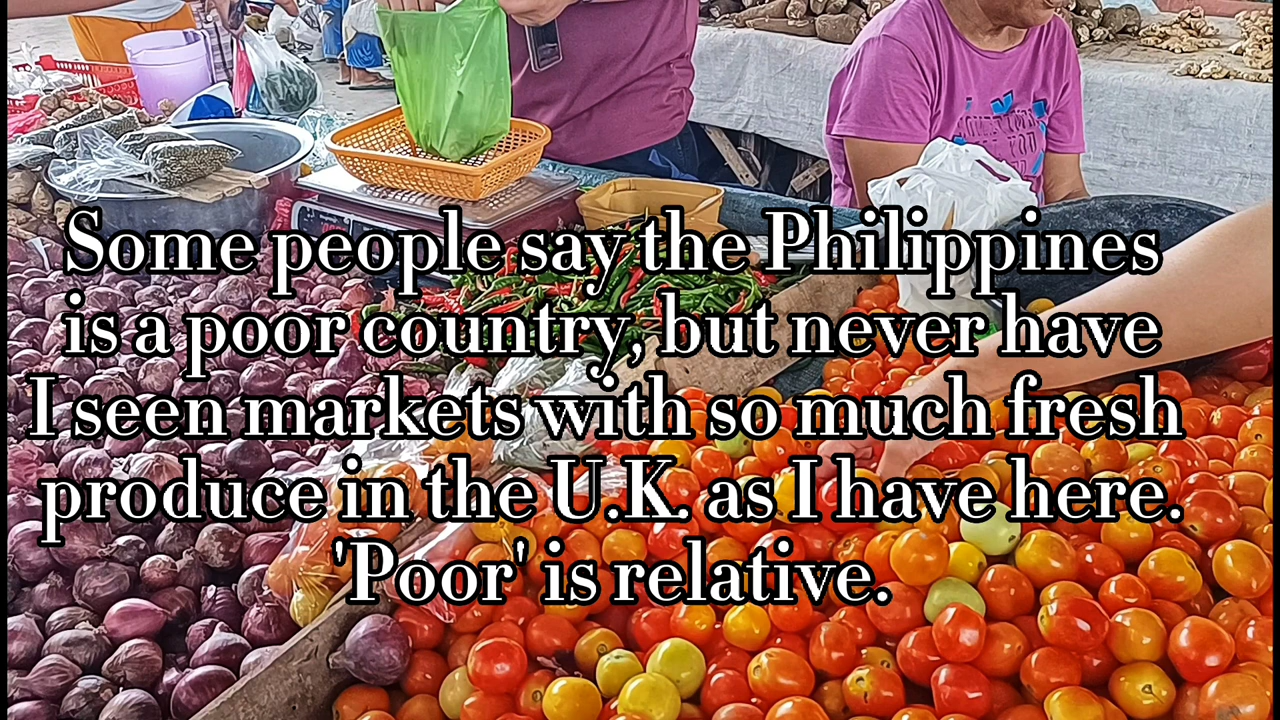 Some people say the Philippines
is a poor country, but never have
I seen markets with so much fresh
produce in the U.K. as I have here.
'Poor' is relative.